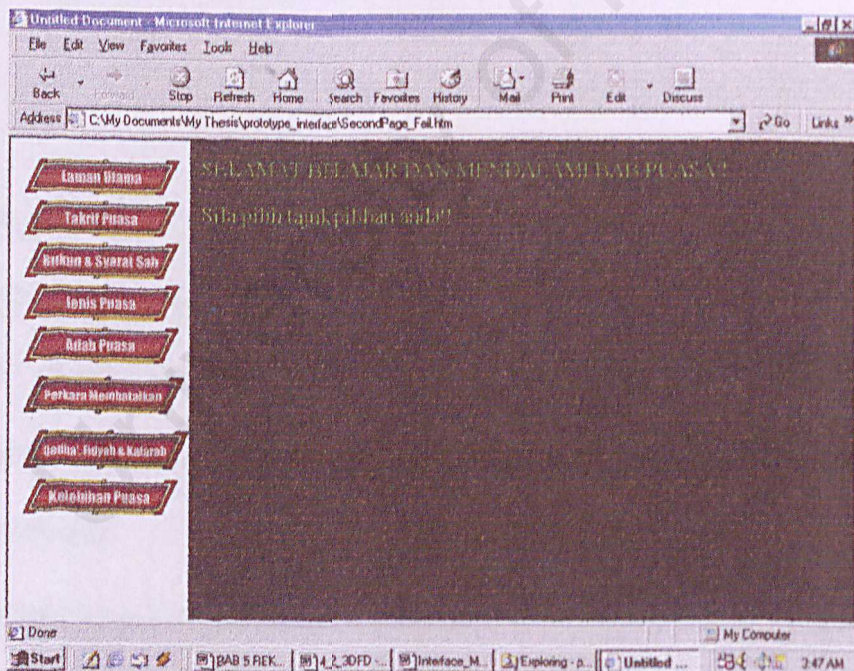 Untitled Document - Microsoft Internet Explorer
File Edit View Favorites Tools Help
Back Forward Stop Refresh Home Search Favorites History Mail Print Edit Discuss
Address C:\My Documents\My Thesis\prototype_interface\SecondPage_Fail.htm Go Links »
Laman Utama
Takrif Puasa
Rukun & Syarat Sah
Jenis Puasa
Adab Puasa
Perkara Membatalkan
Qadha', Fidyah & Kafarah
Kelebihan Puasa
SELAMAT BELAJAR DAN MENDALAMI BAB PUASA!
Sila pilih tajuk pilihan anda!!
Done My Computer
Start BAB 5 REK... 4_2_3DFD -... Interface_M... Exploring - p... Untitled ... 2:47 AM